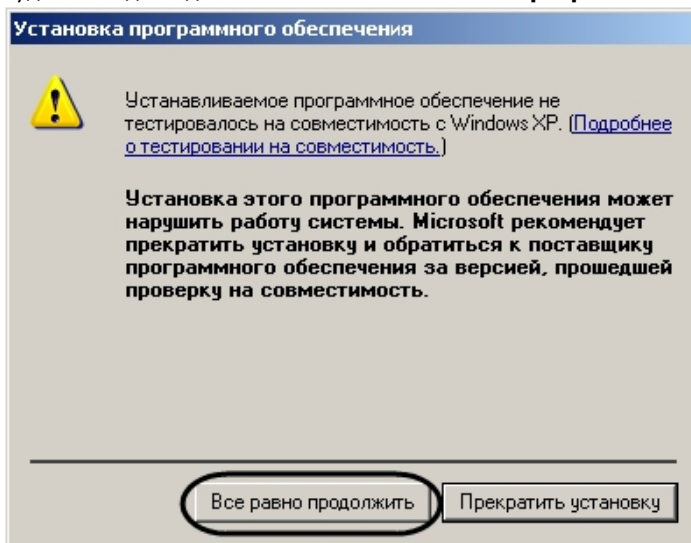 Установка программного обеспечения
Устанавливаемое программное обеспечение не
тестировалось на совместимость с Windows XP. (Подробнее
о тестировании на совместимость.)
Установка этого программного обеспечения может
нарушить работу системы. Microsoft рекомендует
прекратить установку и обратиться к поставщику
программного обеспечения за версией, прошедшей
проверку на совместимость.
Все равно продолжить Прекратить установку